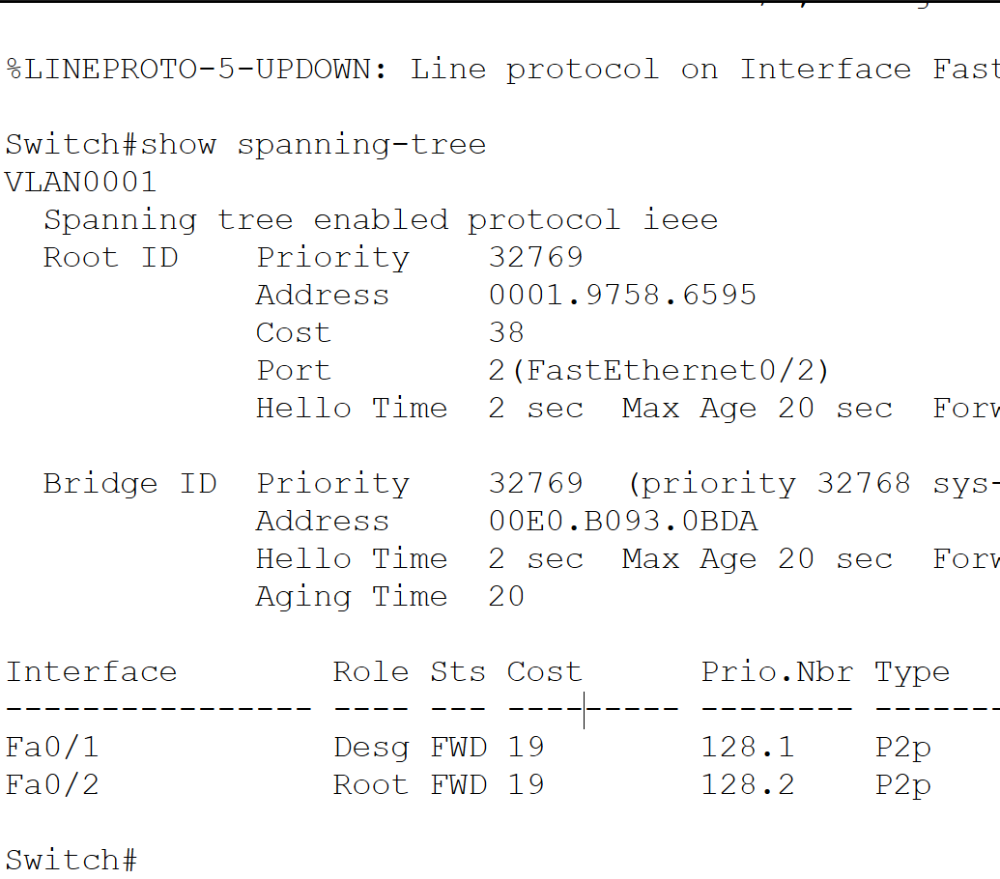 %LINEPROTO-5-UPDOWN: Line protocol on Interface Fast
Switch#show spanning-tree
VLAN0001
  Spanning tree enabled protocol ieee
  Root ID    Priority    32769
             Address     0001.9758.6595
             Cost        38
             Port        2(FastEthernet0/2)
             Hello Time  2 sec  Max Age 20 sec  Forw
  Bridge ID  Priority    32769  (priority 32768 sys-
             Address     00E0.B093.0BDA
             Hello Time  2 sec  Max Age 20 sec  Forw
             Aging Time  20
Interface        Role Sts Cost      Prio.Nbr Type
---------------- ---- --- --------- -------- -------
Fa0/1            Desg FWD 19        128.1    P2p
Fa0/2            Root FWD 19        128.2    P2p
Switch#